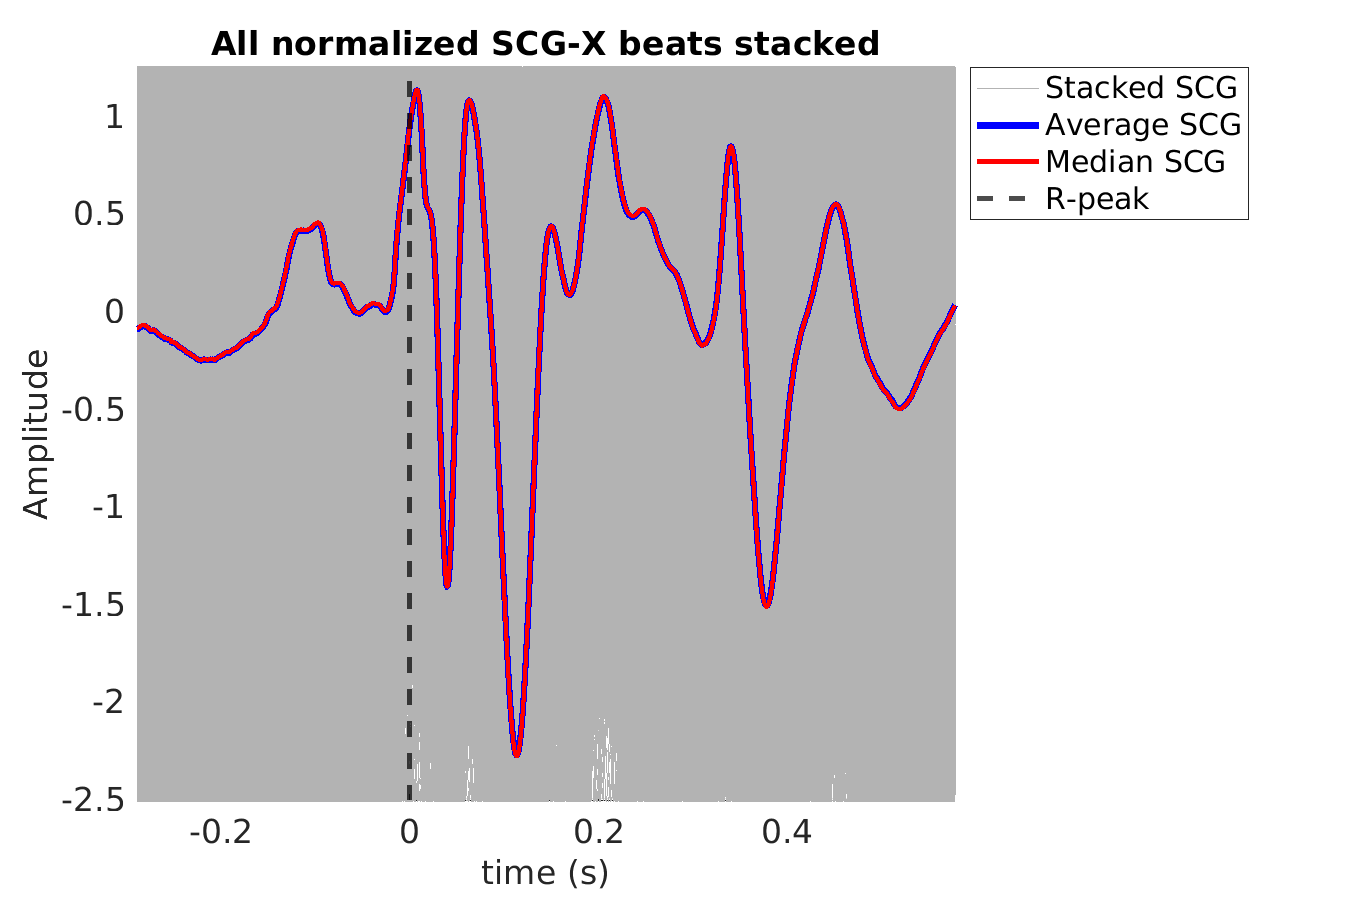 All normalized SCG-X beats stacked
Stacked SCG
Average SCG
Median SCG
R-peak
1
0.5
0
-0.5
-1
-1.5
-2
-2.5
Amplitude
-0.2 0 0.2 0.4
time (s)